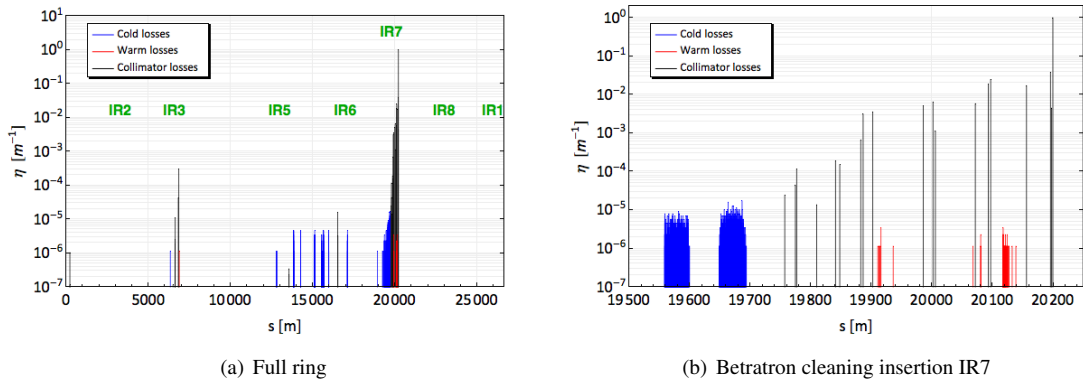 Cold losses
Warm losses
Collimator losses
IR7
IR2
IR3
IR5
IR6
IR8
IR1
10^1
10^0
10^-1
10^-2
10^-3
10^-4
10^-5
10^-6
10^-7
η [m^-1]
0 5000 10000 15000 20000 25000
s [m]
(a) Full ring
Cold losses
Warm losses
Collimator losses
10^0
10^-1
10^-2
10^-3
10^-4
10^-5
10^-6
10^-7
η [m^-1]
19500 19600 19700 19800 19900 20000 20100 20200
s [m]
(b) Betratron cleaning insertion IR7